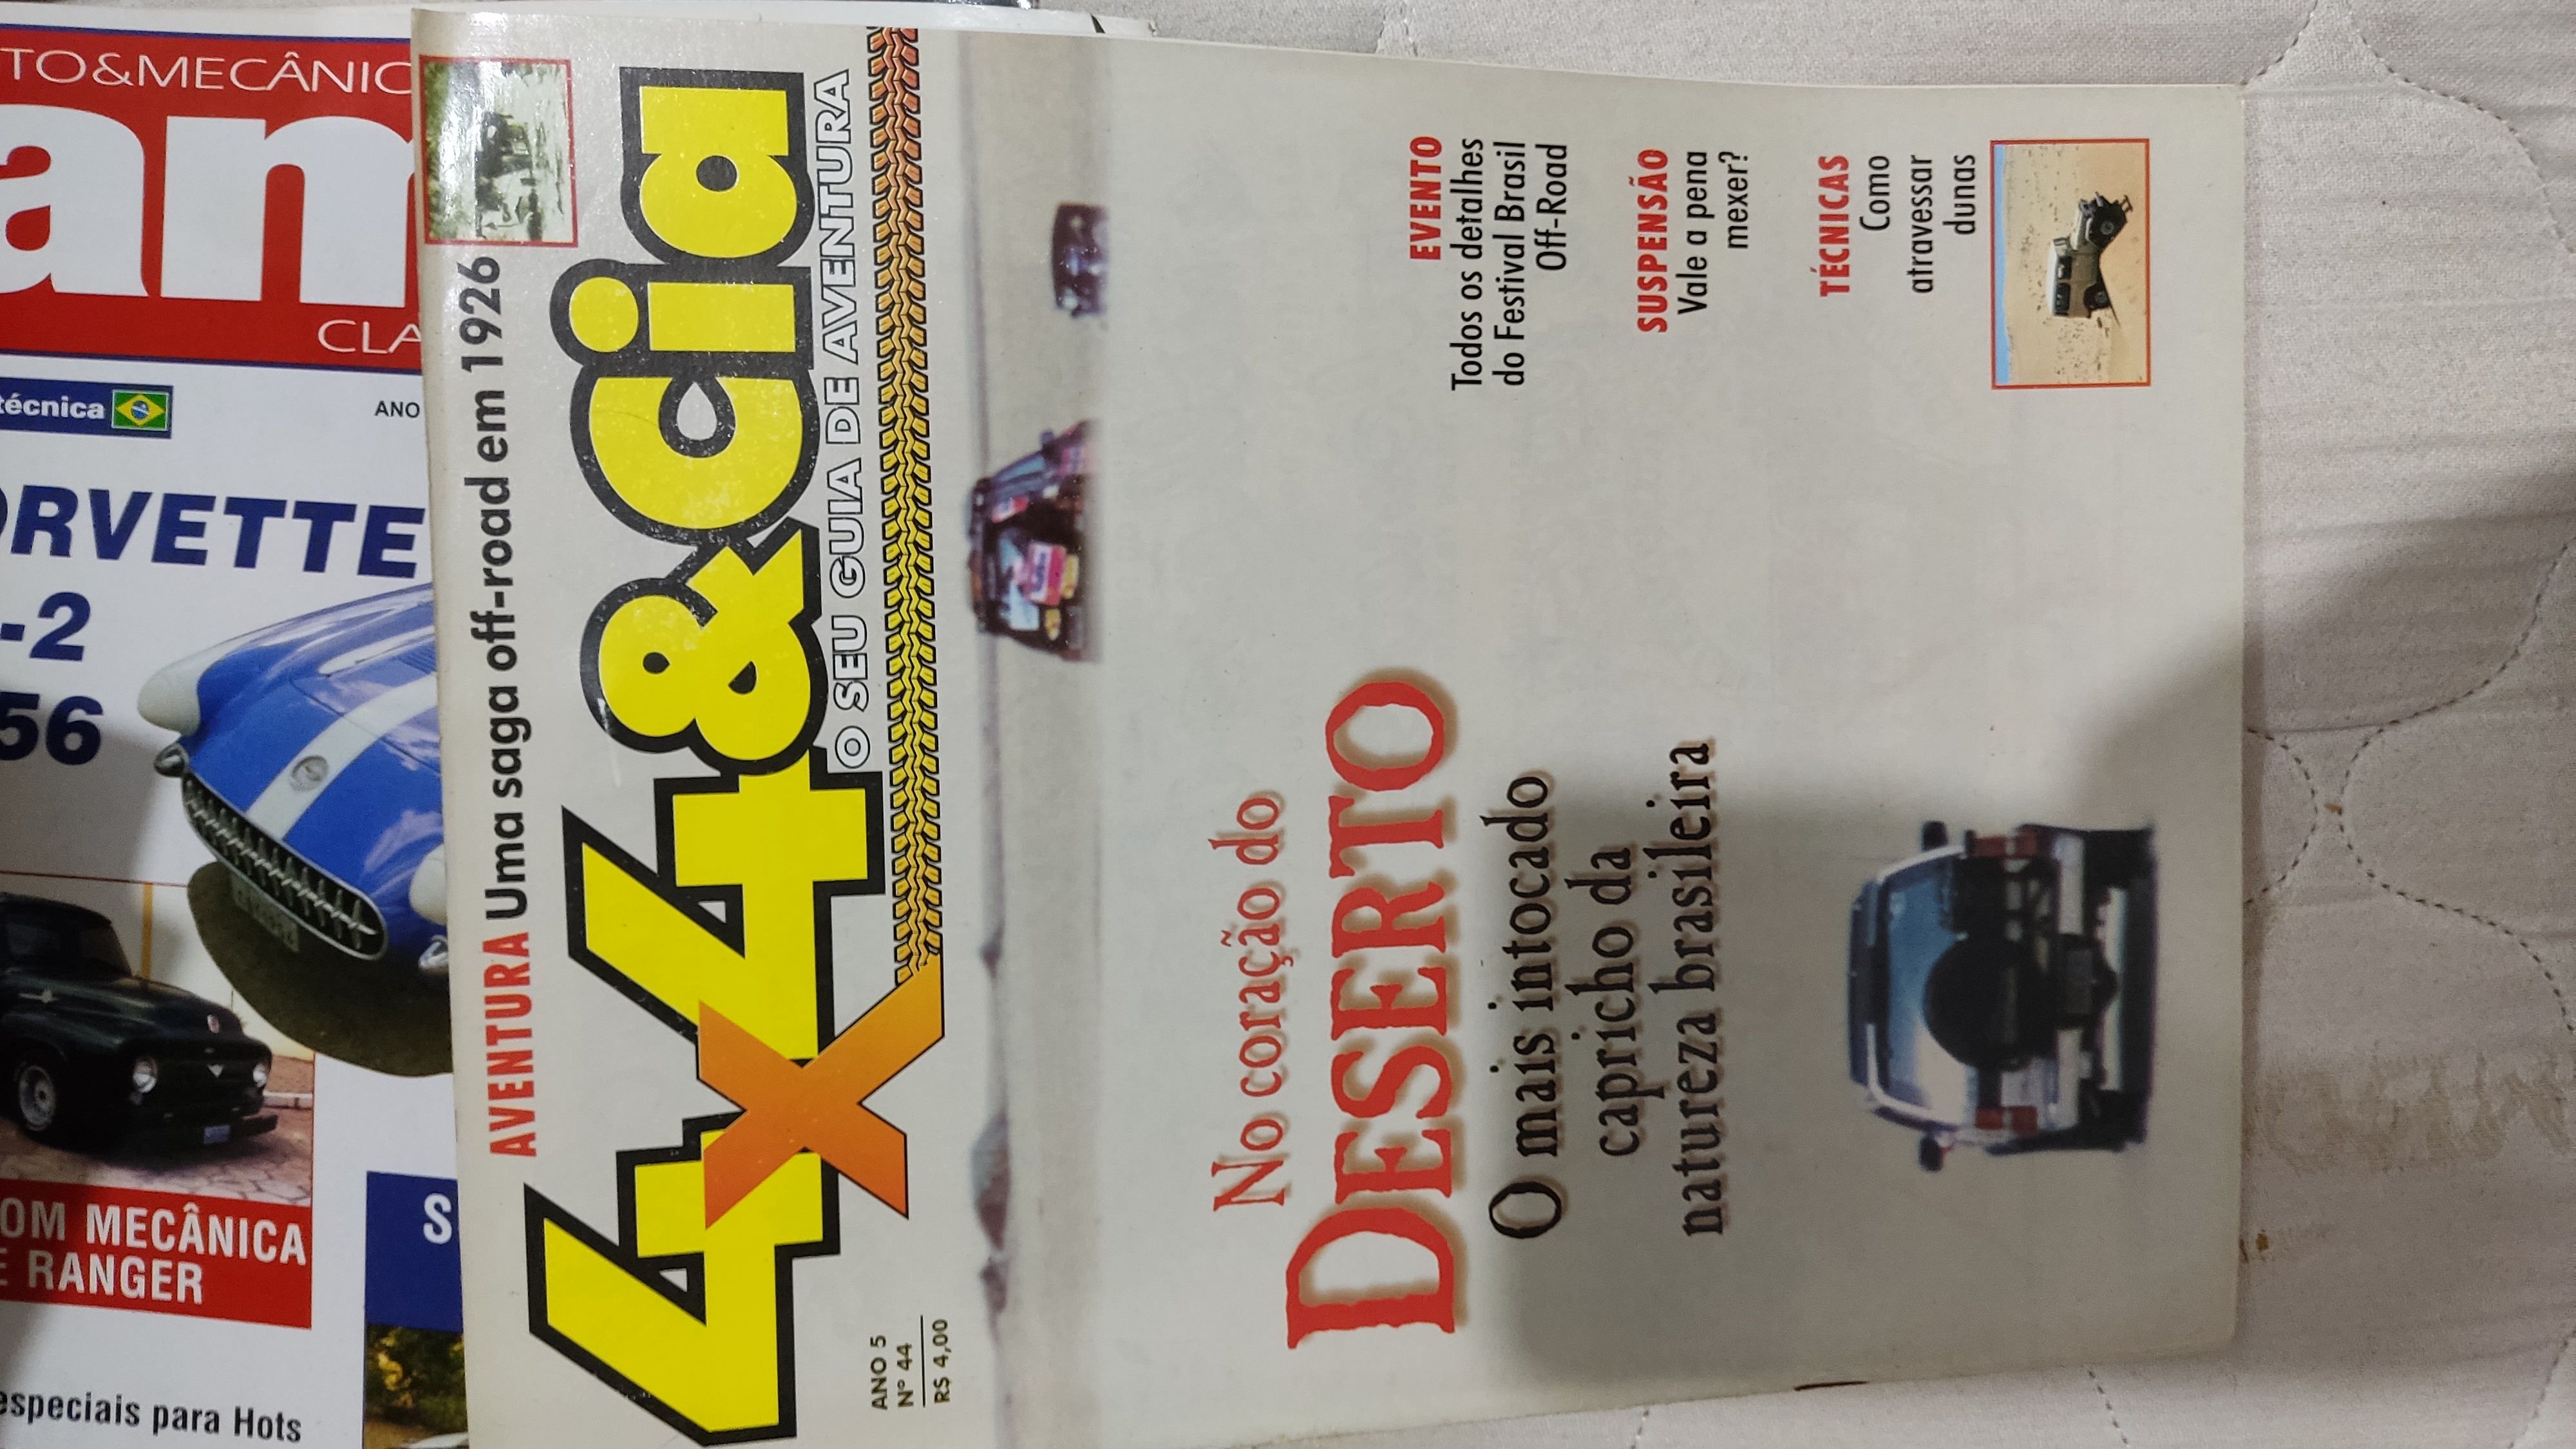 especiais para Hots
OM MECÂNICA
E RANGER
S
-2
56
ORVETTE
técnica
ANO
an
TO&MECÂNIC
CLA
AVENTURA Uma saga off-road em 1926
4x4&Cia
O SEU GUIA DE AVENTURA
ANO 5
Nº 44
R$ 4,00
No coração do
DESERTO
O mais intocado
capricho da
natureza brasileira
EVENTO
Todos os detalhes
do Festival Brasil
Off-Road
SUSPENSÃO
Vale a pena
mexer?
TÉCNICAS
Como
atravessar
dunas